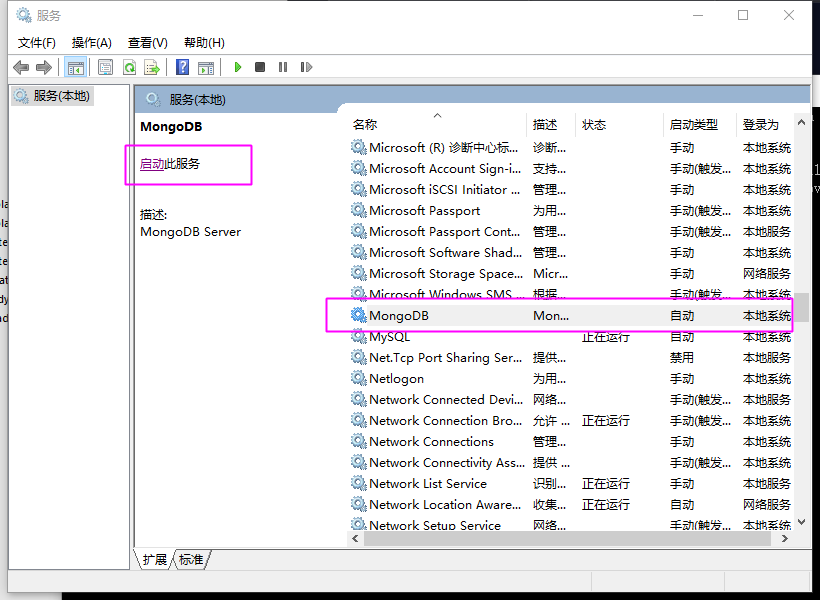 服务
文件(F) 操作(A) 查看(V) 帮助(H)
服务(本地)
服务(本地)
MongoDB
启动此服务
描述:
MongoDB Server
名称 描述 状态 启动类型 登录为
Microsoft (R) 诊断中心标... 诊断... 手动 本地系统
Microsoft Account Sign-i... 支持... 手动(触发... 本地系统
Microsoft iSCSI Initiator ... 管理... 手动 本地系统
Microsoft Passport 为用... 手动(触发... 本地系统
Microsoft Passport Cont... 管理... 手动(触发... 本地服务
Microsoft Software Shad... 管理... 手动 本地系统
Microsoft Storage Space... Micr... 手动 网络服务
Microsoft Windows SMS ... 根据... 手动(触发... 本地系统
MongoDB Mon... 自动 本地系统
MySQL 正在运行 自动 本地系统
Net.Tcp Port Sharing Ser... 提供... 禁用 本地服务
Netlogon 为用... 手动 本地系统
Network Connected Devi... 网络... 手动(触发... 本地服务
Network Connection Bro... 允许 ... 正在运行 手动(触发... 本地系统
Network Connections 管理... 手动 本地系统
Network Connectivity Ass... 提供 ... 手动(触发... 本地系统
Network List Service 识别... 正在运行 手动 本地服务
Network Location Aware... 收集... 正在运行 自动 网络服务
Network Setup Service 网络... 手动(触发... 本地系统
扩展 标准